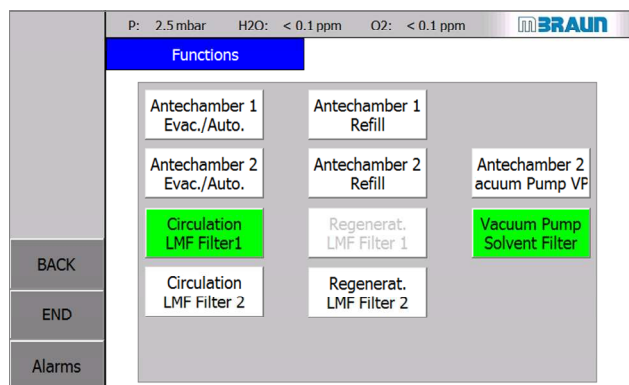 P: 2.5 mbar H2O: < 0.1 ppm O2: < 0.1 ppm MBRAUN
Functions
Antechamber 1
Evac./Auto.
Antechamber 1
Refill
Antechamber 2
Evac./Auto.
Antechamber 2
Refill
Antechamber 2
acuum Pump VP
Circulation
LMF Filter1
Regenerat.
LMF Filter 1
Vacuum Pump
Solvent Filter
Circulation
LMF Filter 2
Regenerat.
LMF Filter 2
BACK
END
Alarms